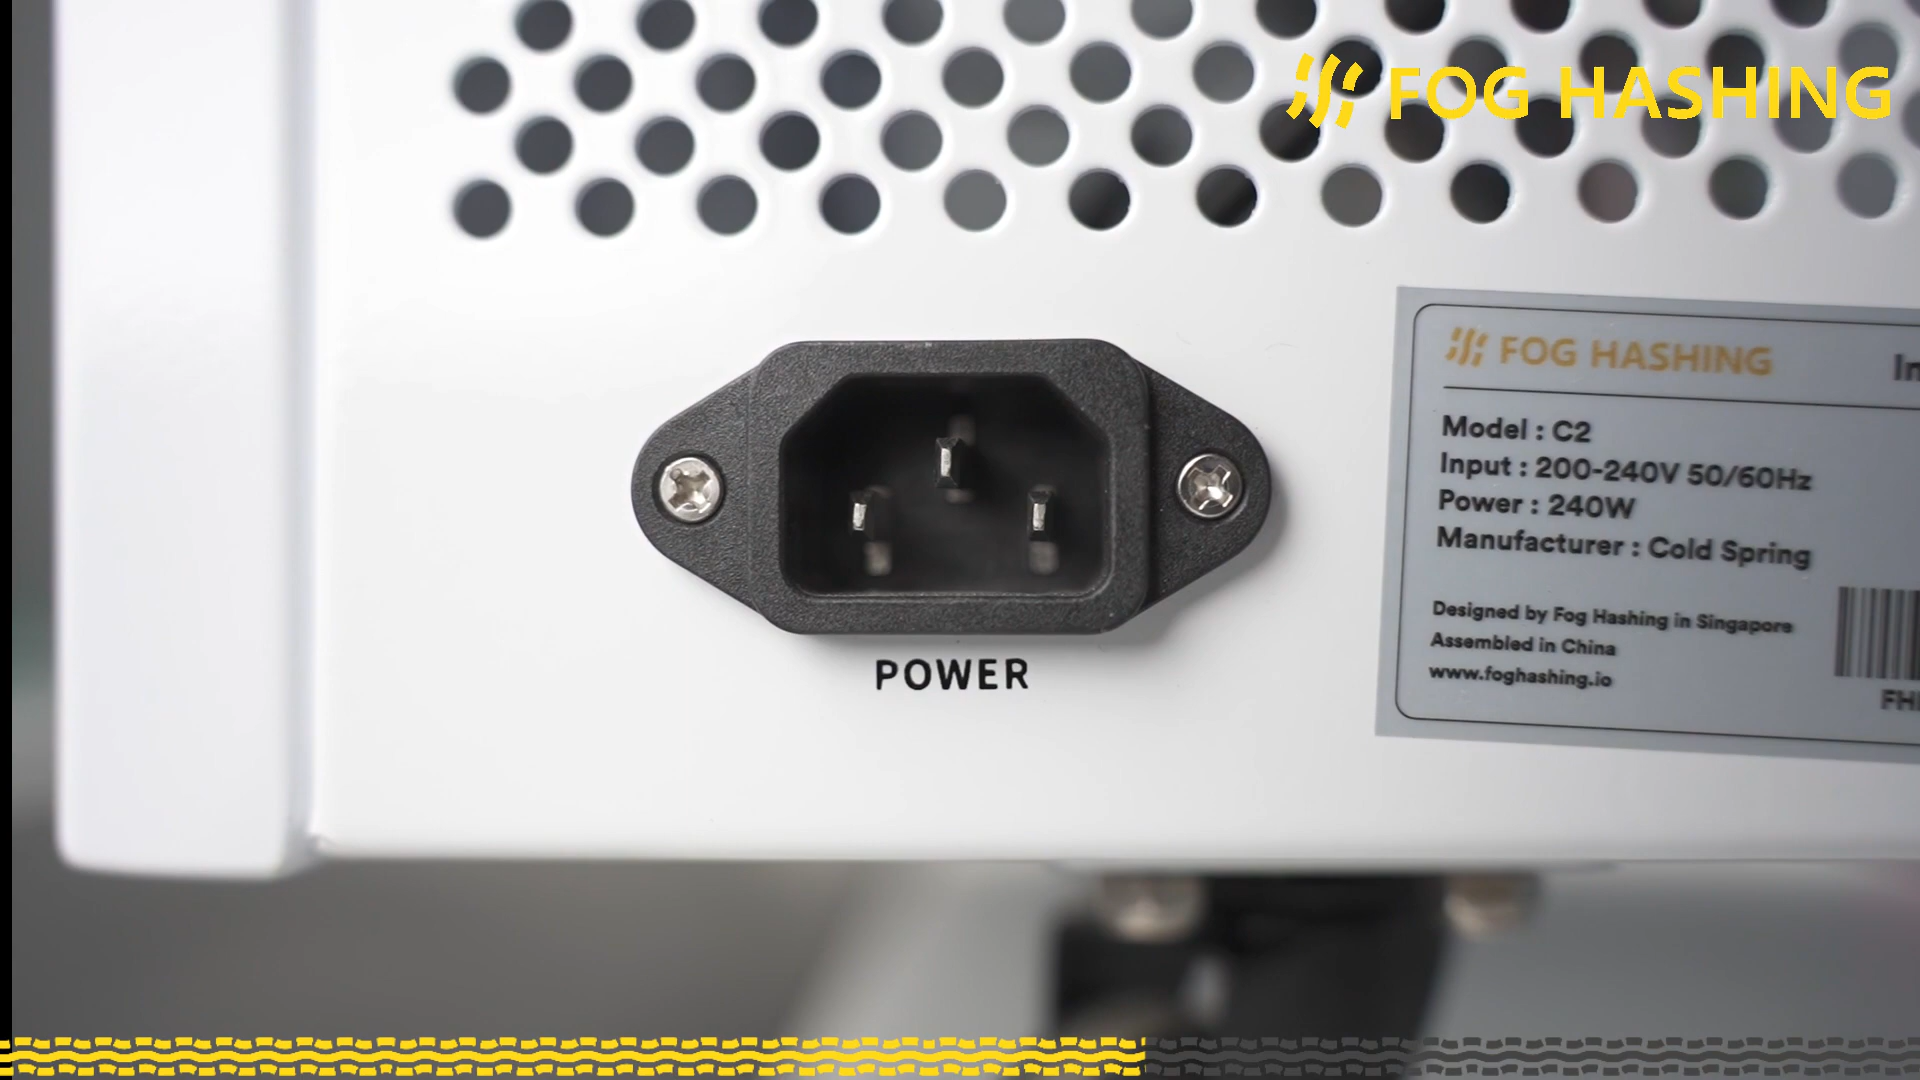 FOG HASHING
FOG HASHING
Model : C2
Input : 200-240V 50/60Hz
Power : 240W
Manufacturer : Cold Spring
Designed by Fog Hashing in Singapore
Assembled in China
www.foghashing.io
POWER